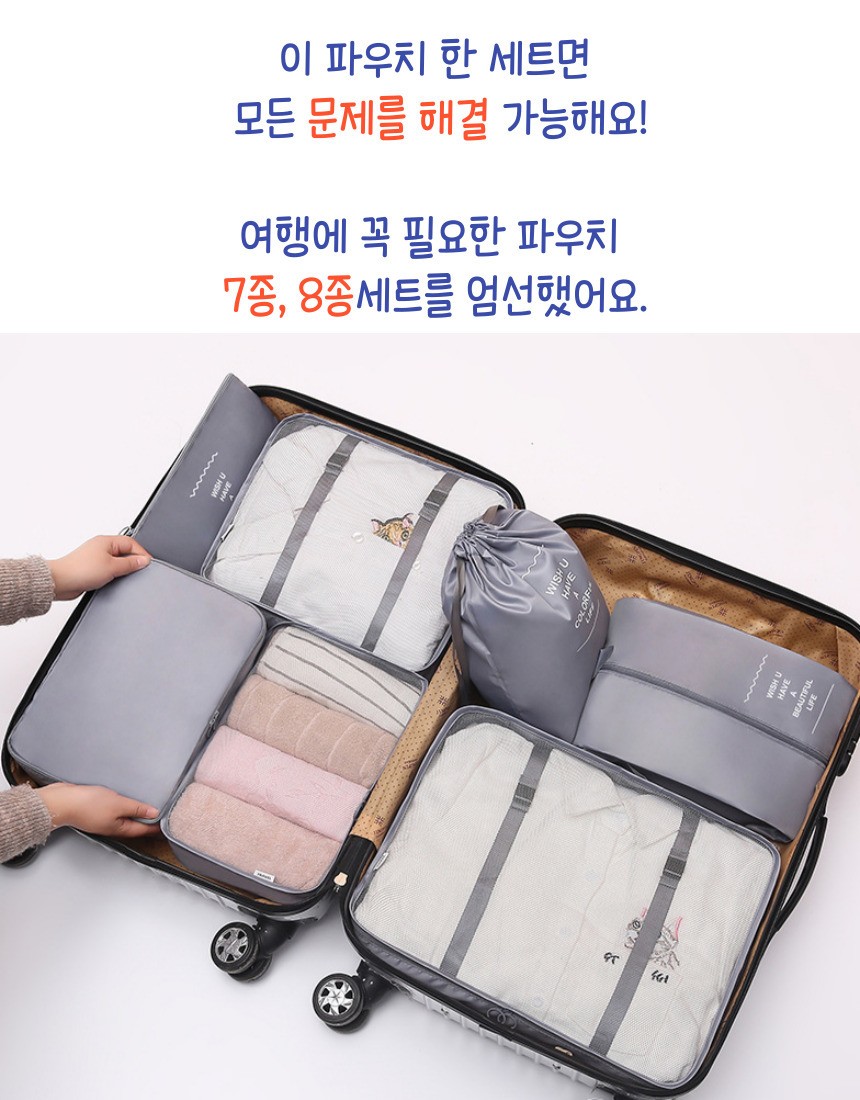 이 파우치 한 세트면
모든 문제를 해결 가능해요!
여행에 꼭 필요한 파우치
7종, 8종세트를 엄선했어요.
WISH U
HAVE
A
WISH U
HAVE
A
COLORFUL
LIFE
WISH U
HAVE
A
BEAUTIFUL
LIFE